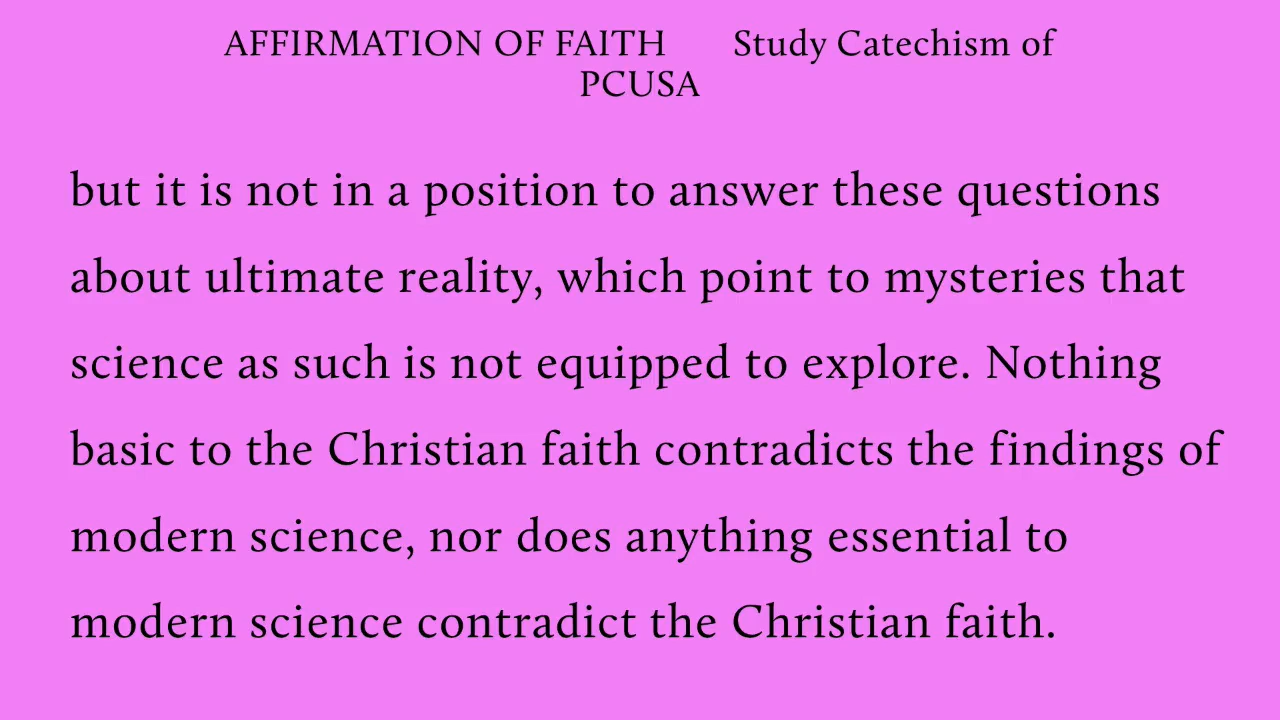 AFFIRMATION OF FAITH Study Catechism of
PCUSA
but it is not in a position to answer these questions
about ultimate reality, which point to mysteries that
science as such is not equipped to explore. Nothing
basic to the Christian faith contradicts the findings of
modern science, nor does anything essential to
modern science contradict the Christian faith.